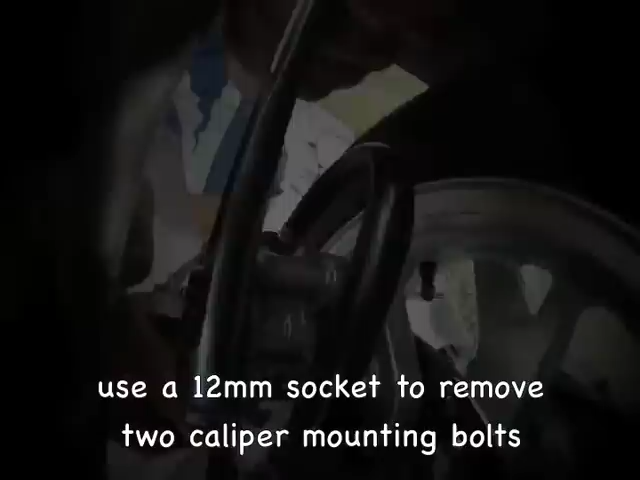 use a 12mm socket to remove
two caliper mounting bolts